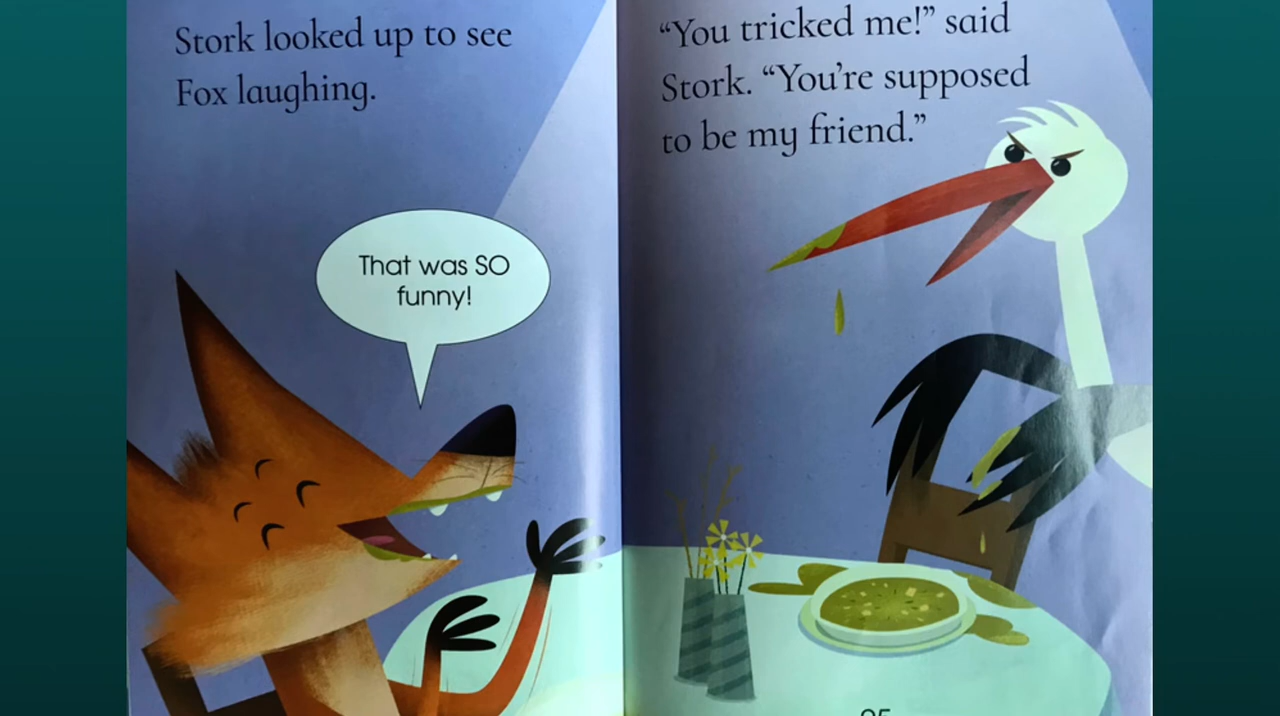 Stork looked up to see
Fox laughing.
That was SO
funny!
“You tricked me!” said
Stork. “You’re supposed
to be my friend.”